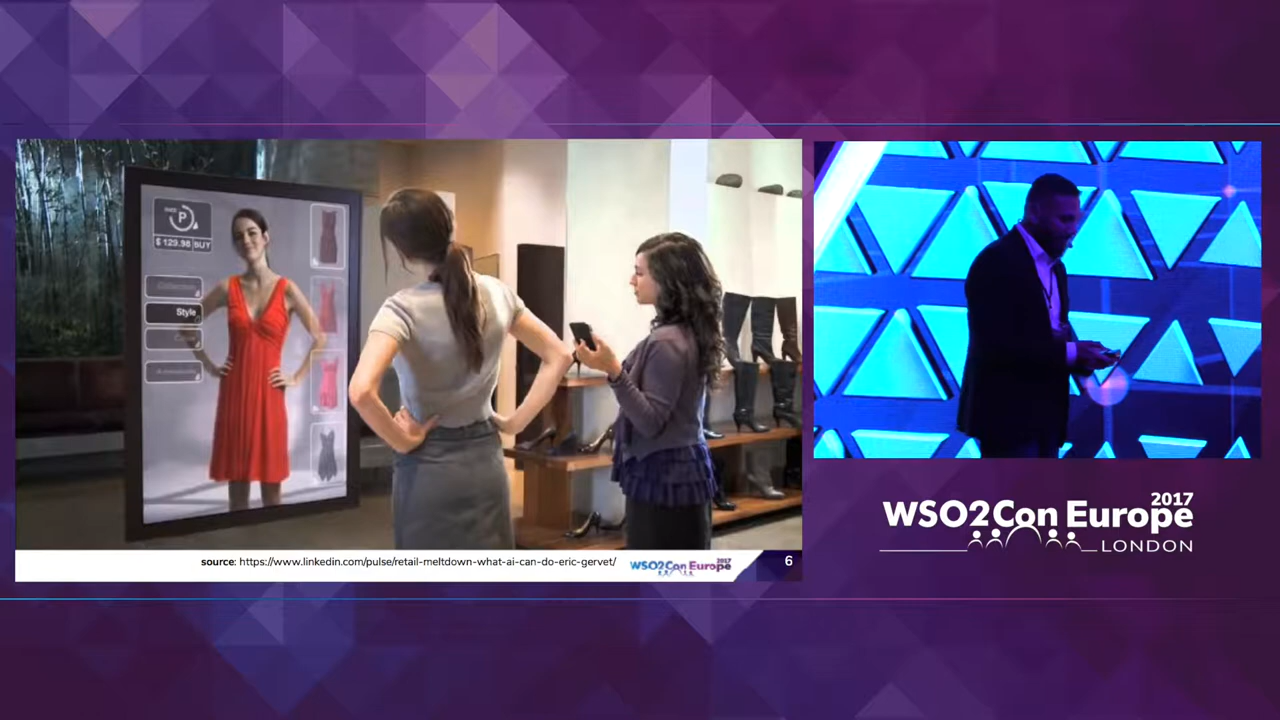 P
$ 129.98 BUY
Collection
Style
source: https://www.linkedin.com/pulse/retail-meltdown-what-ai-can-do-eric-gervet/
WSO2Con Europe 2017
6
2017
WSO2Con Europe
LONDON